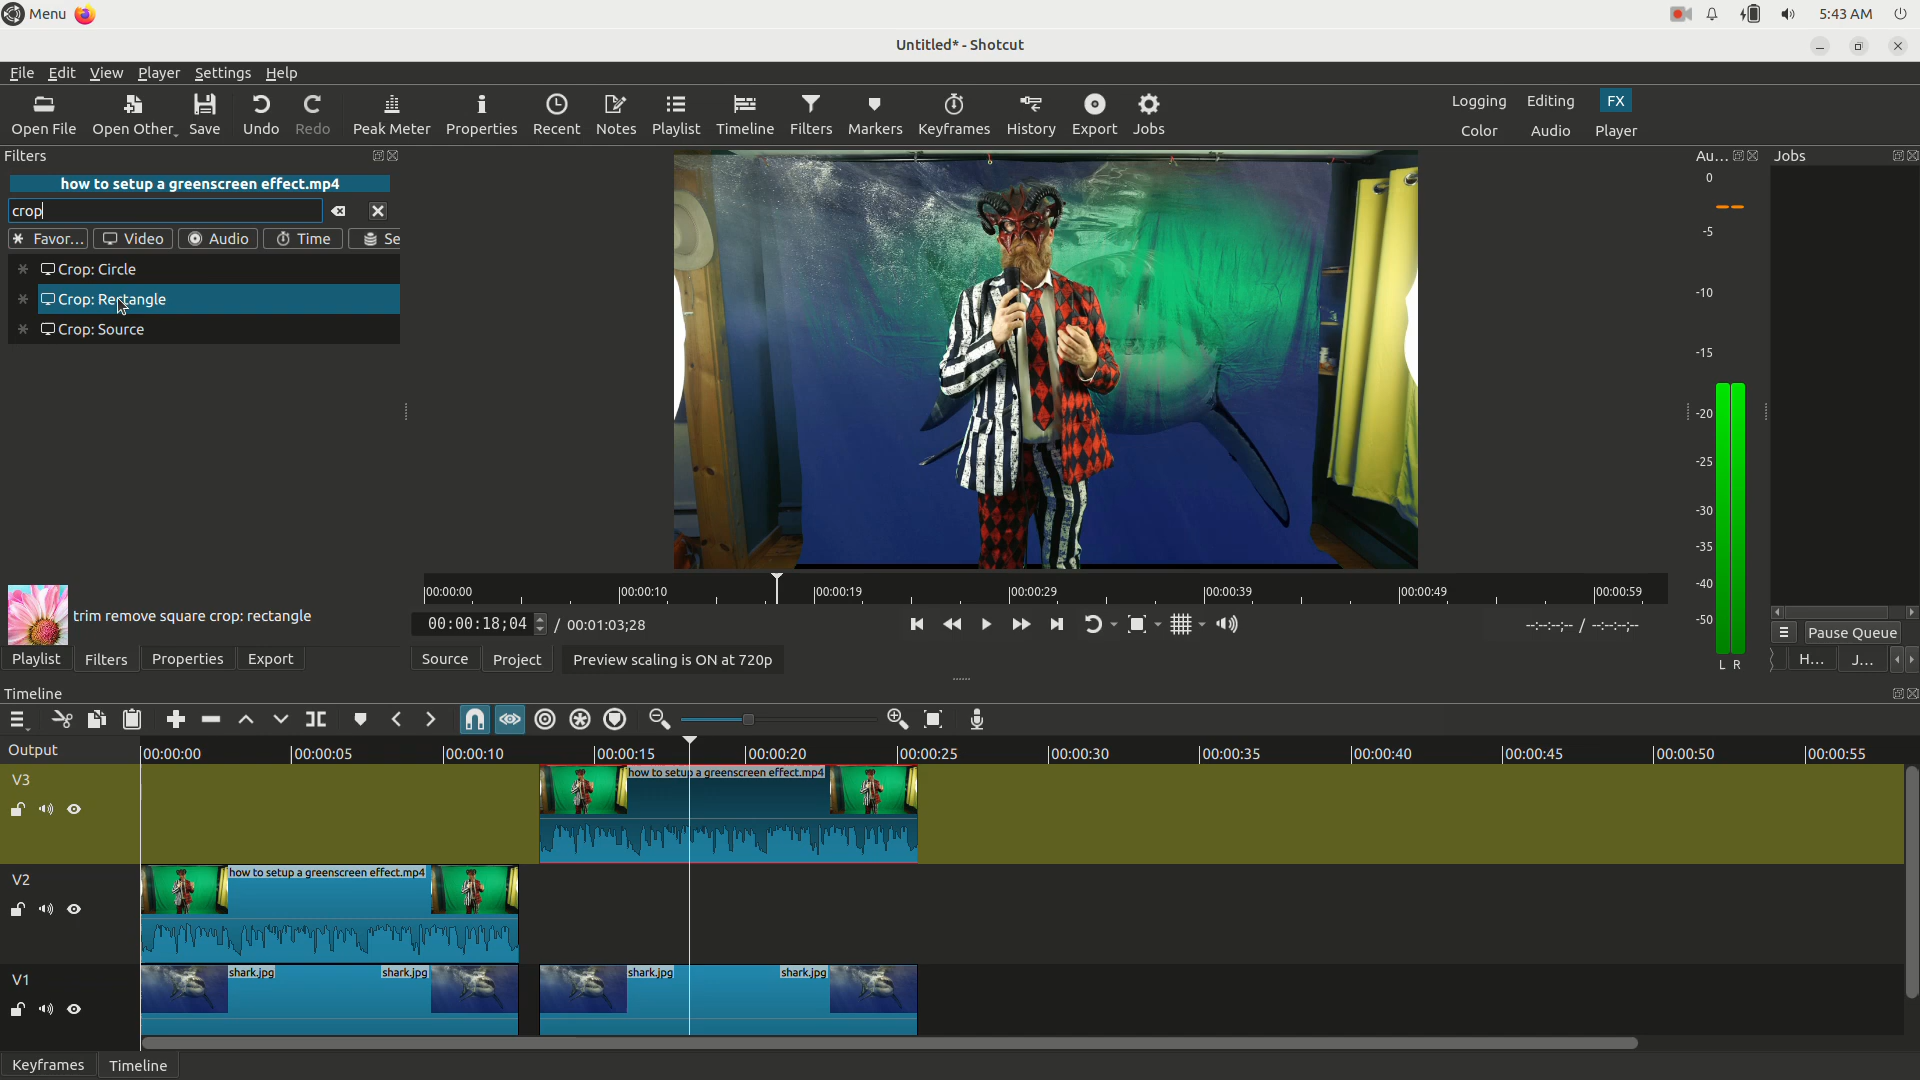 Menu
5:43 AM
Untitled* - Shotcut
File Edit View Player Settings Help
Open File Open Other Save Undo Redo Peak Meter Properties Recent Notes Playlist Timeline Filters Markers Keyframes History Export Jobs
Logging Editing FX
Color Audio Player
Filters
Au... Jobs
how to setup a greenscreen effect.mp4
crop
Favor... Video Audio Time Se
Crop: Circle
Crop: Rectangle
Crop: Source
0
-5
-10
-15
-20
-25
-30
-35
-40
-50
L R
trim remove square crop: rectangle
00:00:00 00:00:10 00:00:19 00:00:29 00:00:39 00:00:49 00:00:59
00:00:18;04 / 00:01:03;28
--:--:--;-- / --:--:--;--
Pause Queue
Playlist Filters Properties Export
Source Project Preview scaling is ON at 720p
H... J...
Timeline
Output
00:00:00 00:00:05 00:00:10 00:00:15 00:00:20 00:00:25 00:00:30 00:00:35 00:00:40 00:00:45 00:00:50 00:00:55
V3
how to setup a greenscreen effect.mp4
V2
how to setup a greenscreen effect.mp4
V1
shark.jpg shark.jpg shark.jpg shark.jpg
Keyframes Timeline